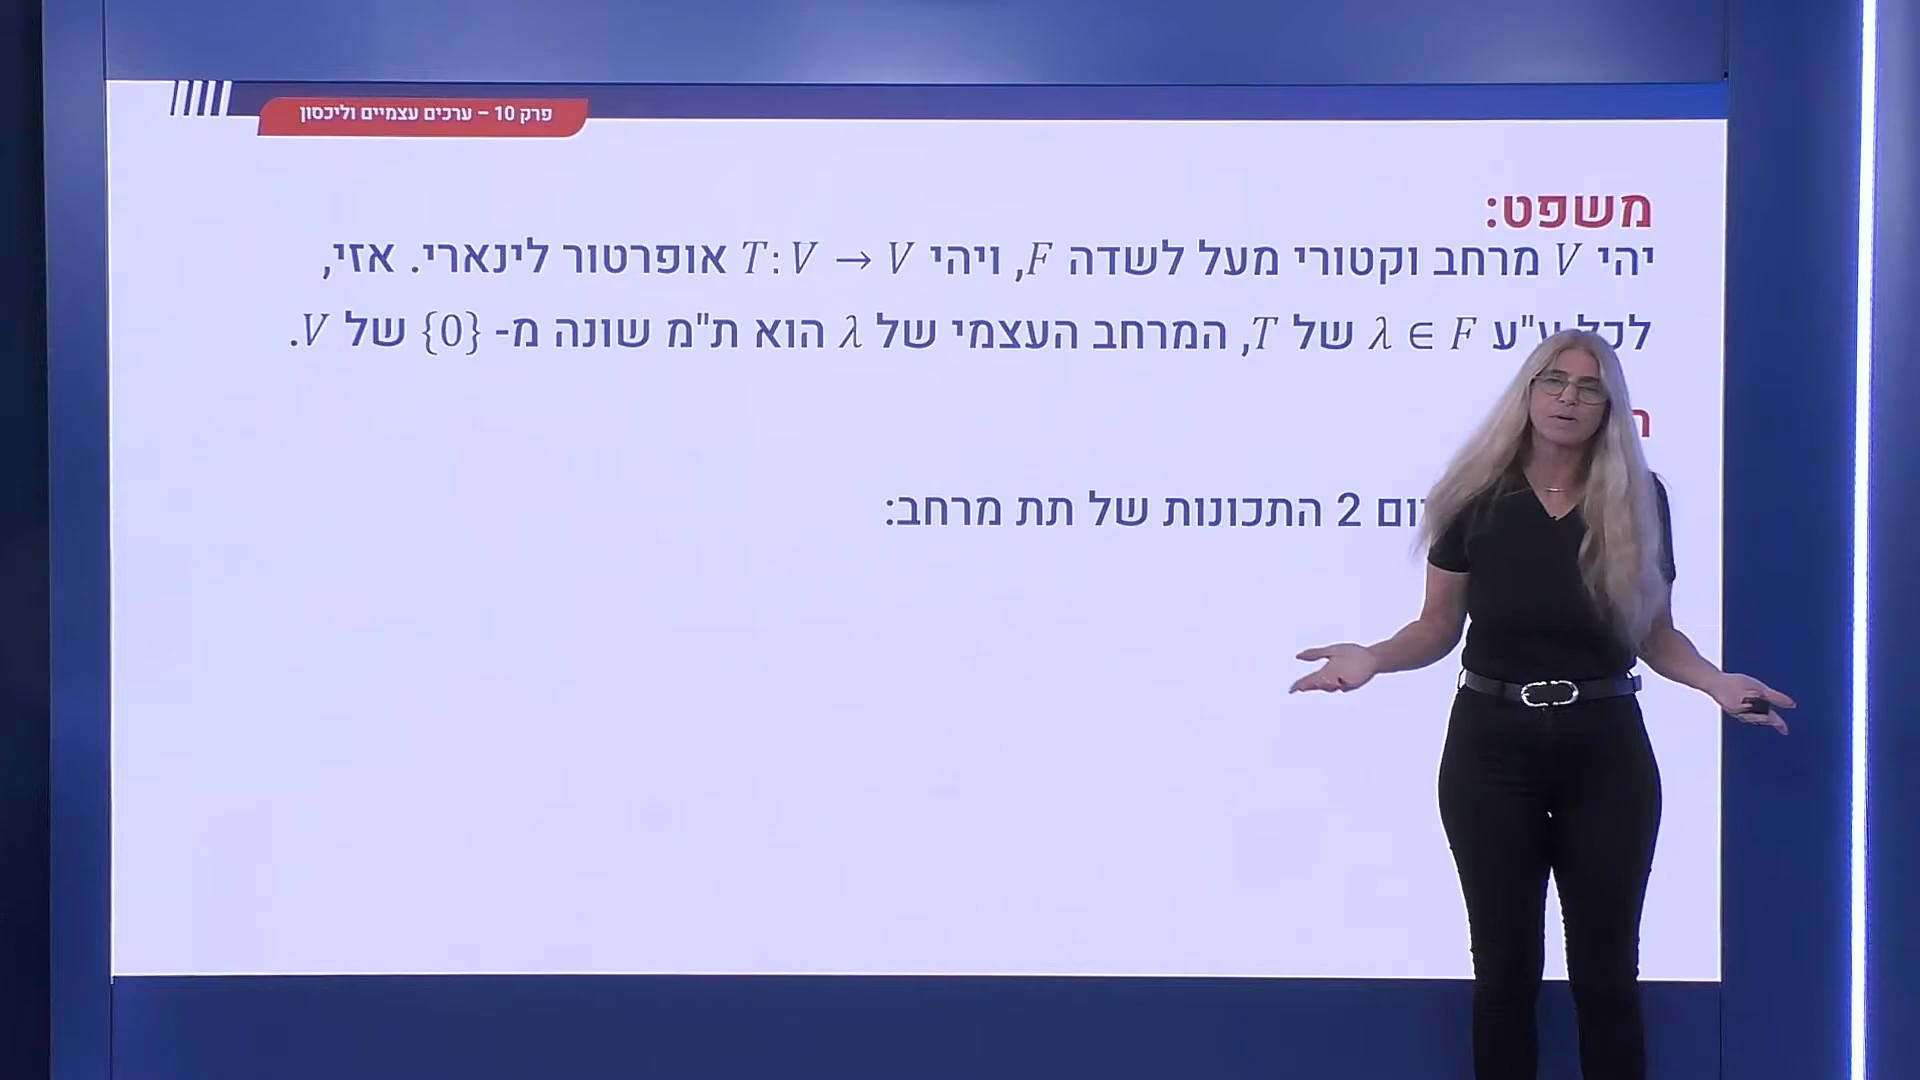 פרק 10 – ערכים עצמיים וליכסון
משפט:
יהי V מרחב וקטורי מעל לשדה F, ויהי T: V → V אופרטור לינארי. אזי,
לכל ע"ע λ ∈ F של T, המרחב העצמי של λ הוא ת"מ שונה מ- {0} של V.
2 התכונות של תת מרחב: